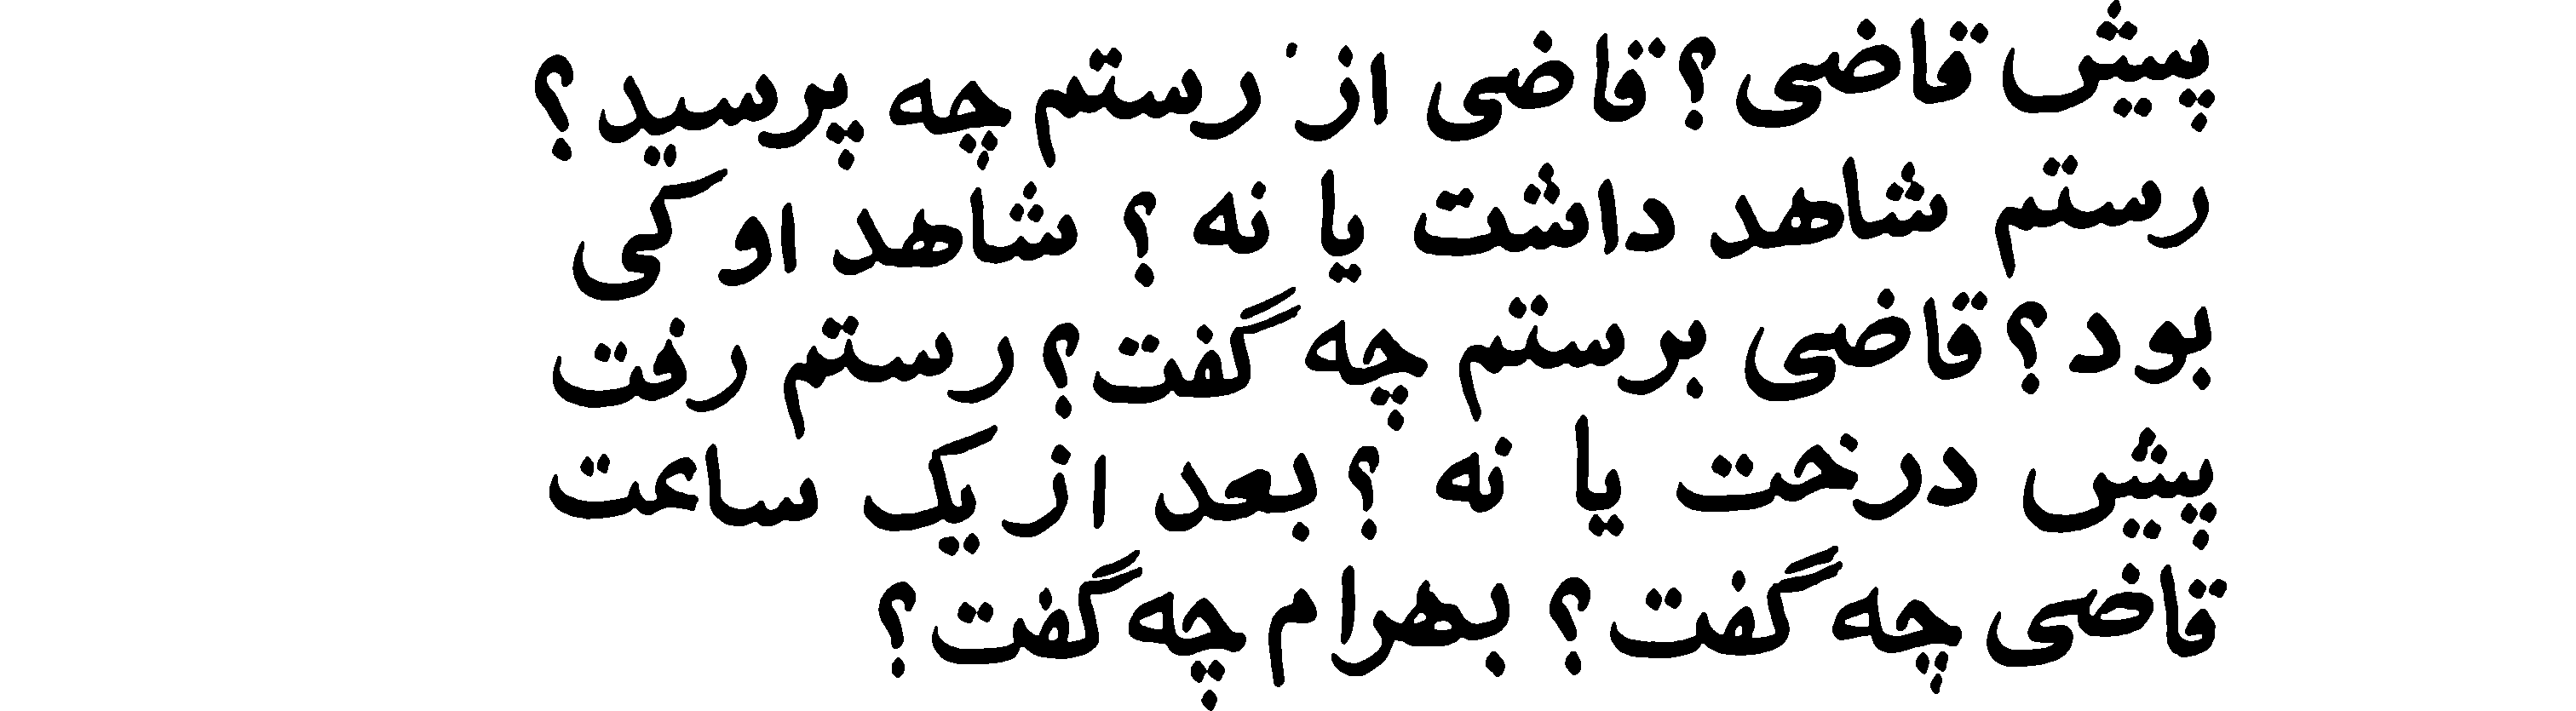 پیش قاضی؟ قاضی از رستم چه پرسید؟
رستم شاهد داشت یا نه؟ شاهد او کی
بود؟ قاضی برستم چه گفت؟ رستم رفت
پیش درخت یا نه؟ بعد از یک ساعت
قاضی چه گفت؟ بهرام چه گفت؟